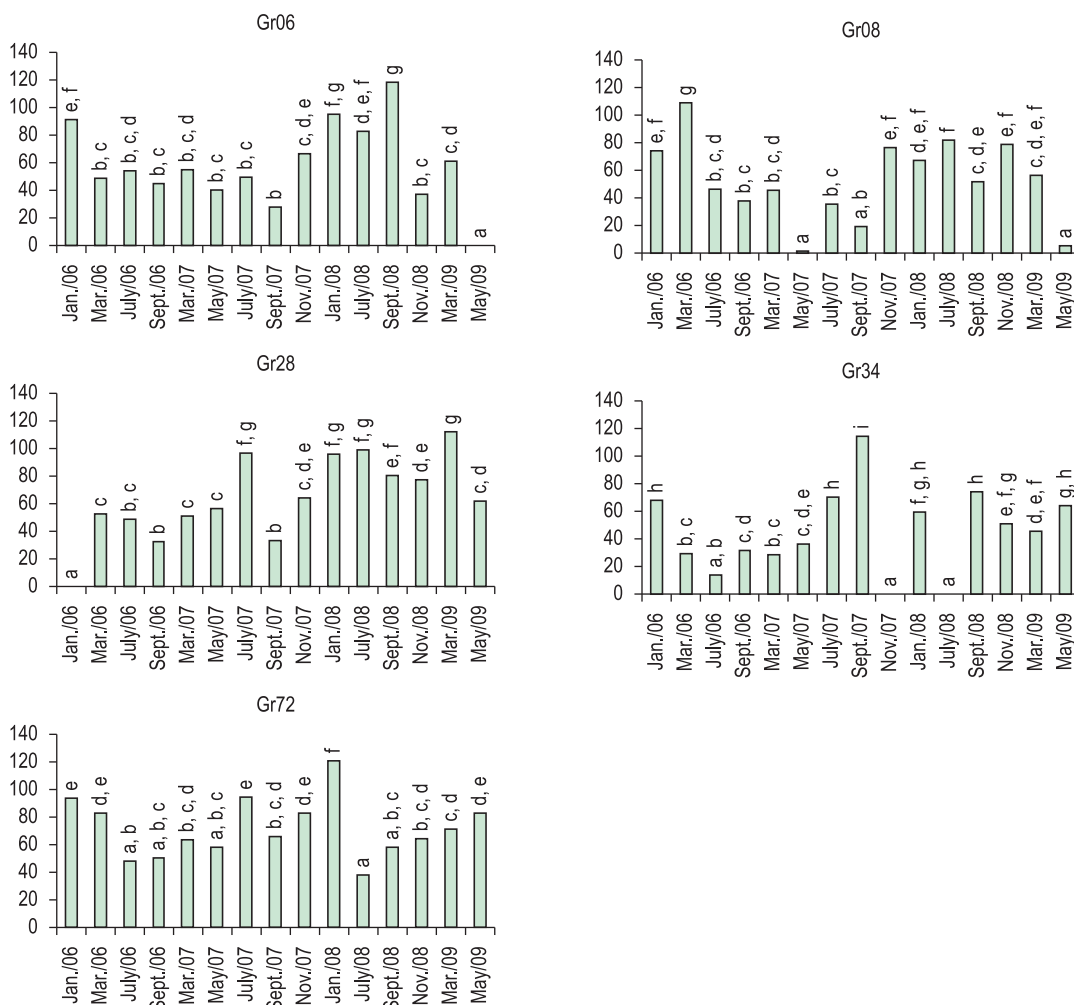 Gr06
140
120
100
80
60
40
20
0
e, f
b, c
b, c, d
b, c
b, c, d
b, c
b, c
b
c, d, e
f, g
d, e, f
g
b, c
c, d
a
Jan./06
Mar./06
July/06
Sept./06
Mar./07
May/07
July/07
Sept./07
Nov./07
Jan./08
July/08
Sept./08
Nov./08
Mar./09
May/09
Gr08
140
120
100
80
60
40
20
0
e, f
g
b, c, d
b, c
b, c, d
a
b, c
a, b
e, f
d, e, f
f
c, d, e
e, f
c, d, e, f
a
Jan./06
Mar./06
July/06
Sept./06
Mar./07
May/07
July/07
Sept./07
Nov./07
Jan./08
July/08
Sept./08
Nov./08
Mar./09
May/09
Gr28
140
120
100
80
60
40
20
0
a
c
b, c
b
c
c
f, g
b
c, d, e
f, g
f, g
e, f
d, e
g
c, d
Jan./06
Mar./06
July/06
Sept./06
Mar./07
May/07
July/07
Sept./07
Nov./07
Jan./08
July/08
Sept./08
Nov./08
Mar./09
May/09
Gr34
140
120
100
80
60
40
20
0
h
b, c
a, b
c, d
b, c
c, d, e
h
i
a
f, g, h
a
h
e, f, g
d, e, f
g, h
Jan./06
Mar./06
July/06
Sept./06
Mar./07
May/07
July/07
Sept./07
Nov./07
Jan./08
July/08
Sept./08
Nov./08
Mar./09
May/09
Gr72
140
120
100
80
60
40
20
0
e
d, e
a, b
a, b, c
b, c, d
a, b, c
e
b, c, d
d, e
f
a
a, b, c
b, c, d
c, d
d, e
Jan./06
Mar./06
July/06
Sept./06
Mar./07
May/07
July/07
Sept./07
Nov./07
Jan./08
July/08
Sept./08
Nov./08
Mar./09
May/09